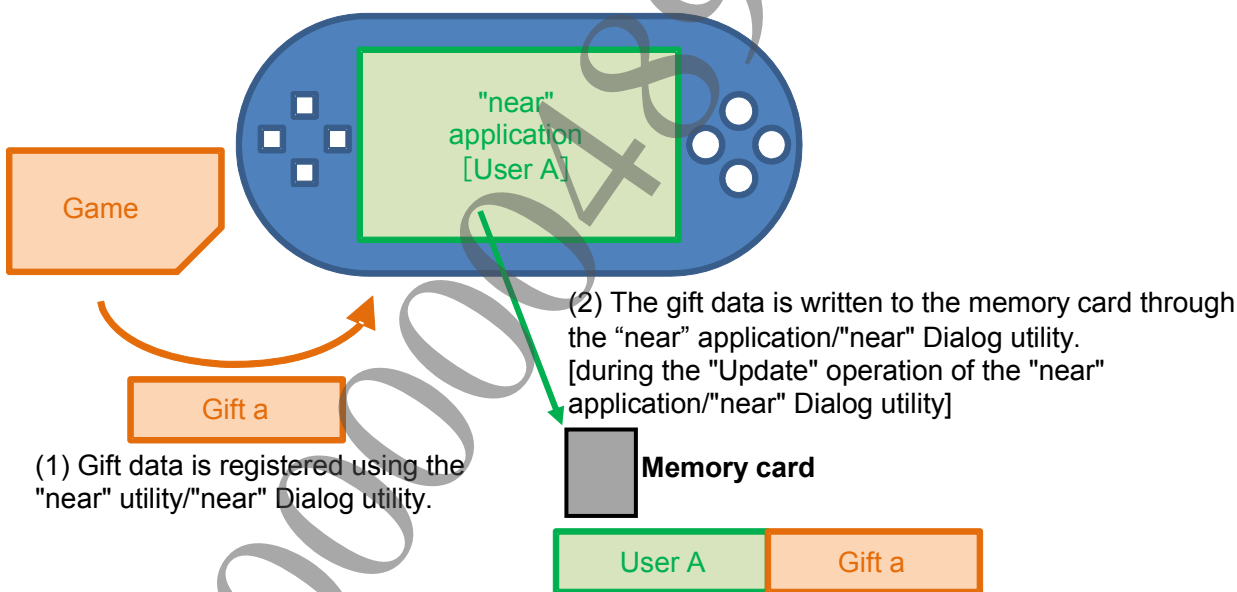 "near"
application
[User A]
Game
Gift a
(1) Gift data is registered using the
"near" utility/"near" Dialog utility.
(2) The gift data is written to the memory card through
the “near” application/"near" Dialog utility.
[during the "Update" operation of the "near"
application/"near" Dialog utility]
Memory card
User A
Gift a